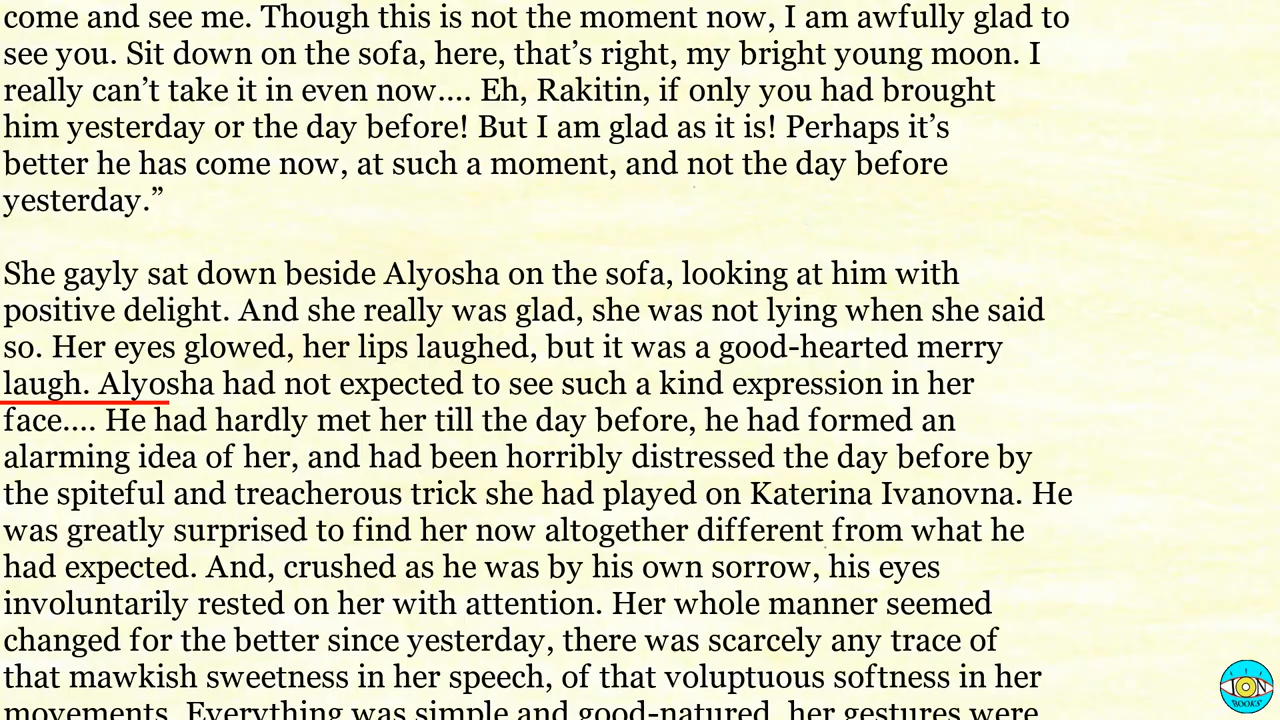 come and see me. Though this is not the moment now, I am awfully glad to
see you. Sit down on the sofa, here, that’s right, my bright young moon. I
really can’t take it in even now.... Eh, Rakitin, if only you had brought
him yesterday or the day before! But I am glad as it is! Perhaps it’s
better he has come now, at such a moment, and not the day before
yesterday.”
She gayly sat down beside Alyosha on the sofa, looking at him with
positive delight. And she really was glad, she was not lying when she said
so. Her eyes glowed, her lips laughed, but it was a good-hearted merry
laugh. Alyosha had not expected to see such a kind expression in her
face.... He had hardly met her till the day before, he had formed an
alarming idea of her, and had been horribly distressed the day before by
the spiteful and treacherous trick she had played on Katerina Ivanovna. He
was greatly surprised to find her now altogether different from what he
had expected. And, crushed as he was by his own sorrow, his eyes
involuntarily rested on her with attention. Her whole manner seemed
changed for the better since yesterday, there was scarcely any trace of
that mawkish sweetness in her speech, of that voluptuous softness in her
movements. Everything was simple and good-natured, her gestures were
ION
BOOKS